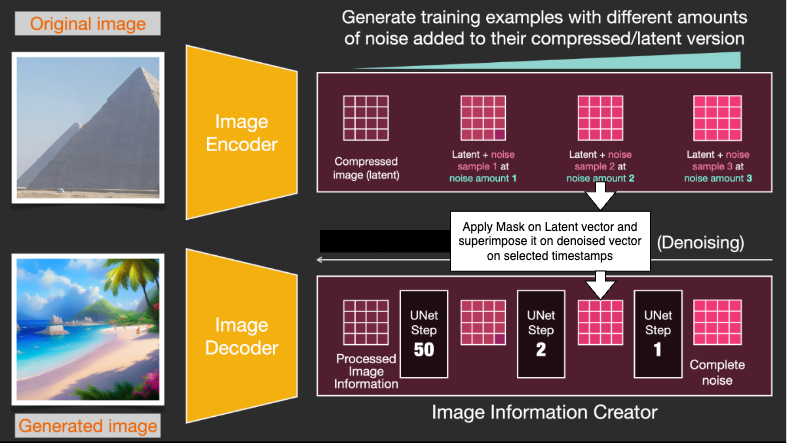 Original image
Generate training examples with different amounts
of noise added to their compressed/latent version
Image
Encoder
Compressed
image (latent)
Latent + noise
sample 1 at
noise amount 1
Latent + noise
sample 2 at
noise amount 2
Latent + noise
sample 3 at
noise amount 3
Apply Mask on Latent vector and
superimpose it on denoised vector
on selected timestamps
(Denoising)
Image
Decoder
UNet
Step
50
UNet
Step
2
UNet
Step
1
Processed
Image
Information
Complete
noise
Generated image
Image Information Creator